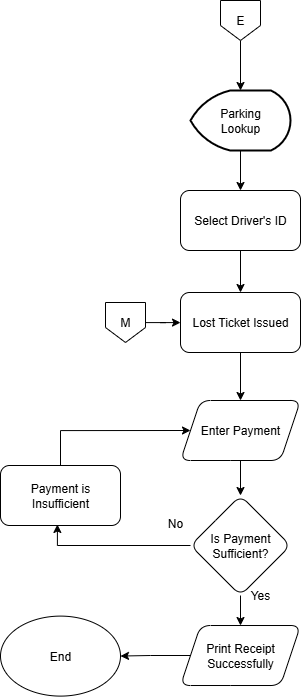 E
Parking
Lookup
Select Driver's ID
M
Lost Ticket Issued
Enter Payment
Payment is
Insufficient
No
Is Payment
Sufficient?
Yes
Print Receipt
Successfully
End